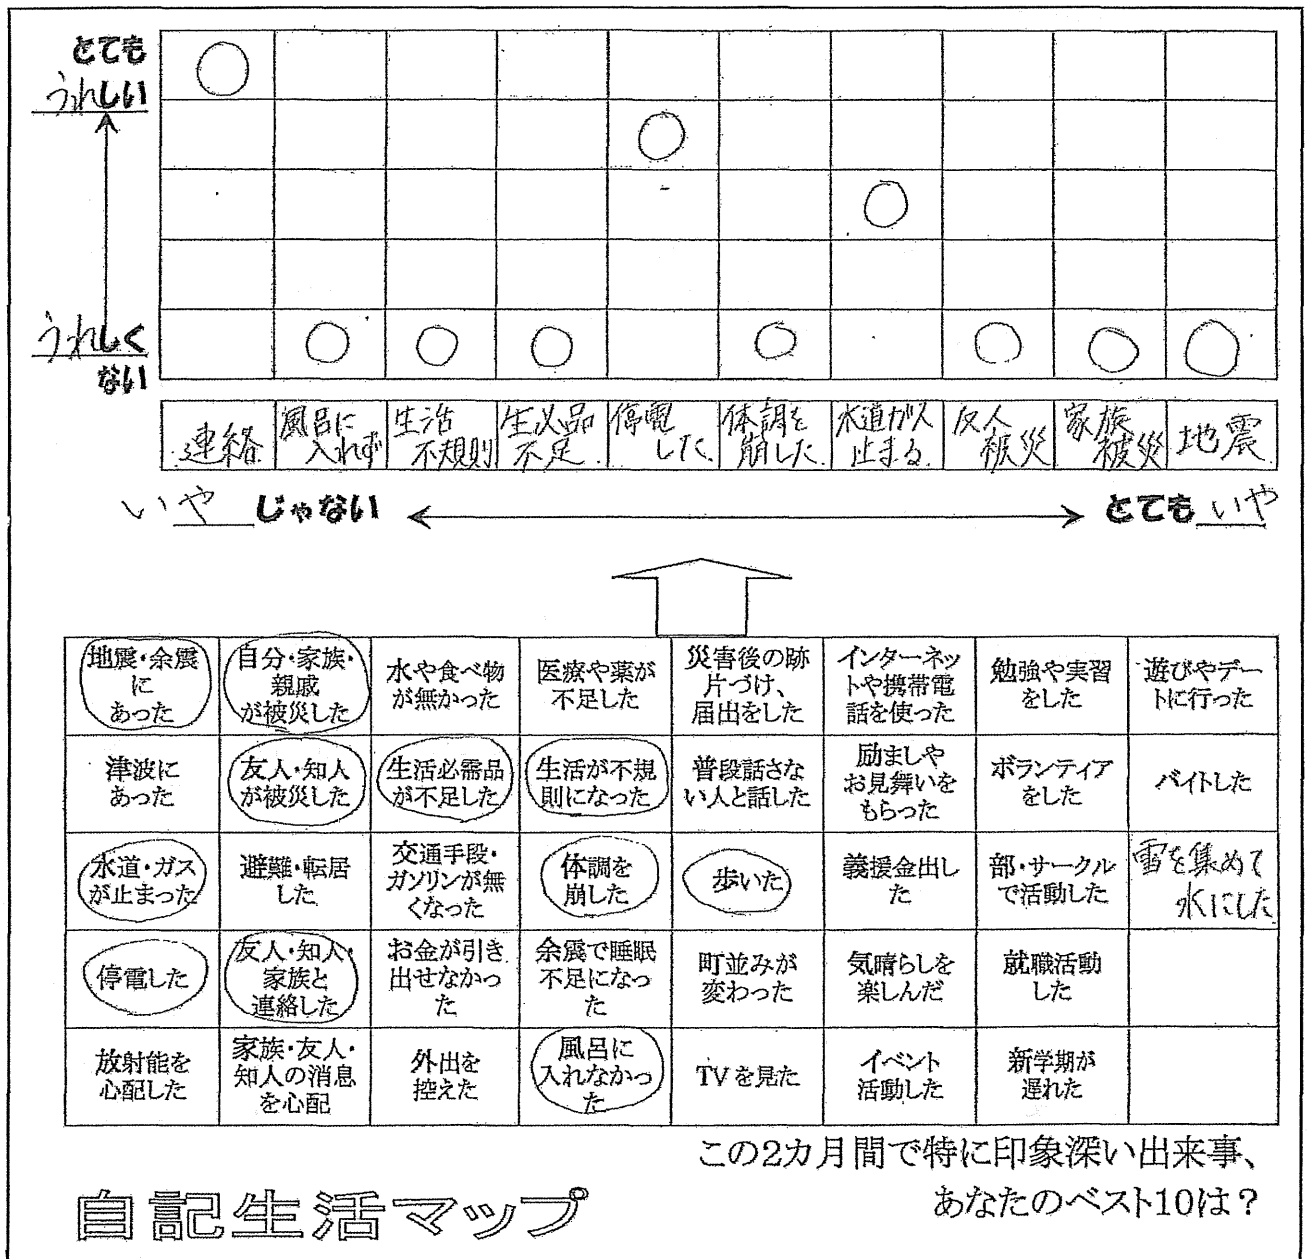 とても
うれしい
うれしく
ない
連絡
風呂に
入れず
生活
不規則
生必品
不足
停電
した
体調を
崩した
水道ガス
止まる
友人
被災
家族
被災
地震
いやじゃない
とてもいや
地震・余震
に
あった
自分・家族・
親戚
が被災した
水や食べ物
が無かった
医療や薬が
不足した
災害後の跡
片づけ、
届出をした
インターネッ
トや携帯電
話を使った
勉強や実習
をした
遊びやデー
トに行った
津波に
あった
友人・知人
が被災した
生活必需品
が不足した
生活が不規
則になった
普段話さな
い人と話した
励ましや
お見舞いを
もらった
ボランティア
をした
バイトした
水道・ガス
が止まった
避難・転居
した
交通手段・
ガソリンが無
くなった
体調を
崩した
歩いた
義援金出し
た
部・サークル
で活動した
雪を集めて
水にした
停電した
友人・知人・
家族と
連絡した
お金が引き
出せなかっ
た
余震で睡眠
不足になっ
た
町並みが
変わった
気晴らしを
楽しんだ
就職活動
した
放射能を
心配した
家族・友人・
知人の消息
を心配
外出を
控えた
風呂に
入れなかっ
た
TVを見た
イベント
活動した
新学期が
遅れた
この2カ月間で特に印象深い出来事、
あなたのベスト10は？
自記生活マップ